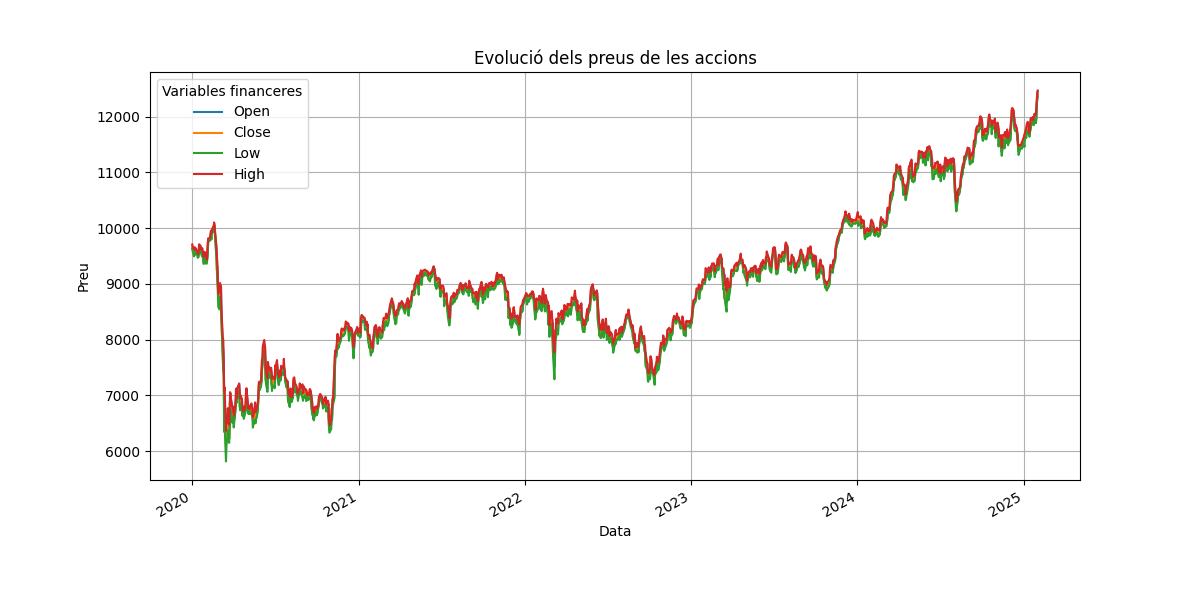 Evolució dels preus de les accions
Variables financeres
Open
Close
Low
High
12000
11000
10000
9000
8000
7000
6000
Preu
2020
2021
2022
2023
2024
2025
Data